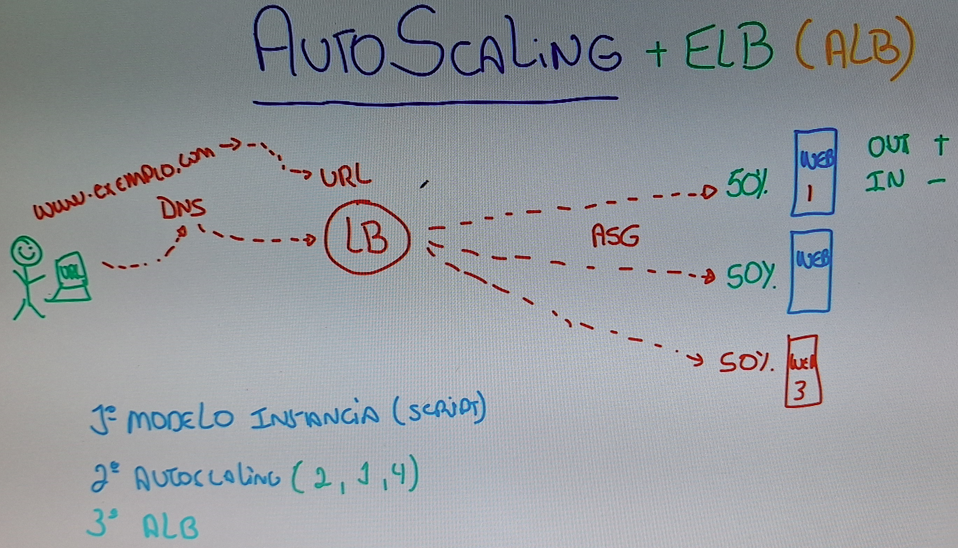 AUTOSCALING + ELB (ALB)
www.exemplo.com
URL
DNS
URL
LB
ASG
50%
WEB
1
OUT +
IN -
50%
WEB
50%
WEB
3
1º MODELO INSTANCIA (SCRIPT)
2º AUTOSCALING (2, 1, 4)
3º ALB